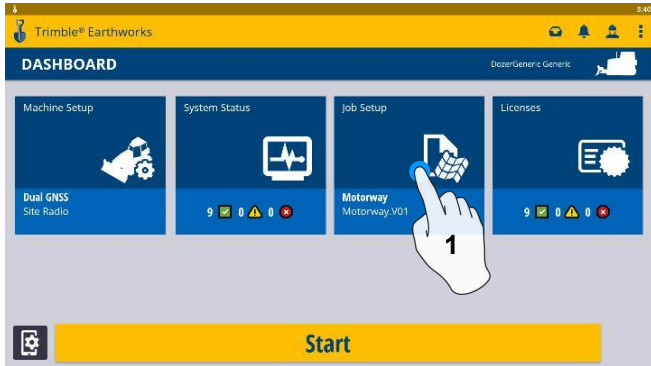 3:40
Trimble® Earthworks
DASHBOARD
DozerGeneric Generic
Machine Setup
Dual GNSS
Site Radio
System Status
9 0 0
Job Setup
Motorway
Motorway.V01
1
Licenses
9 0 0
Start